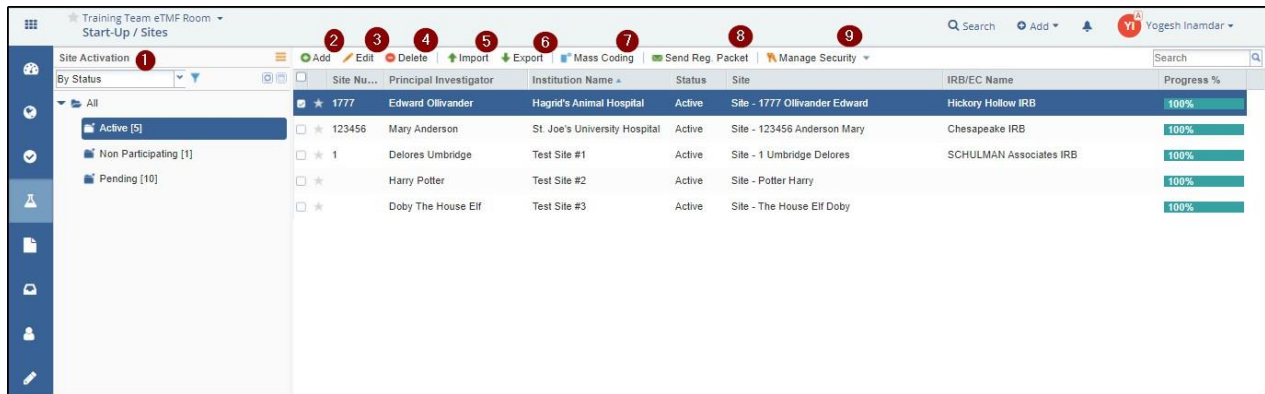 Training Team eTMF Room
Start-Up / Sites
Search Add A YI Yogesh Inamdar
Site Activation 1
2 3 4 5 6 7 8 9
Add Edit Delete Import Export Mass Coding Send Reg. Packet Manage Security Search
By Status
Site Nu... Principal Investigator Institution Name Status Site IRB/EC Name Progress %
All
Active [5]
Non Participating [1]
Pending [10]
1777 Edward Ollivander Hagrid's Animal Hospital Active Site - 1777 Ollivander Edward Hickory Hollow IRB 100%
123456 Mary Anderson St. Joe's University Hospital Active Site - 123456 Anderson Mary Chesapeake IRB 100%
1 Delores Umbridge Test Site #1 Active Site - 1 Umbridge Delores SCHULMAN Associates IRB 100%
Harry Potter Test Site #2 Active Site - Potter Harry 100%
Doby The House Elf Test Site #3 Active Site - The House Elf Doby 100%